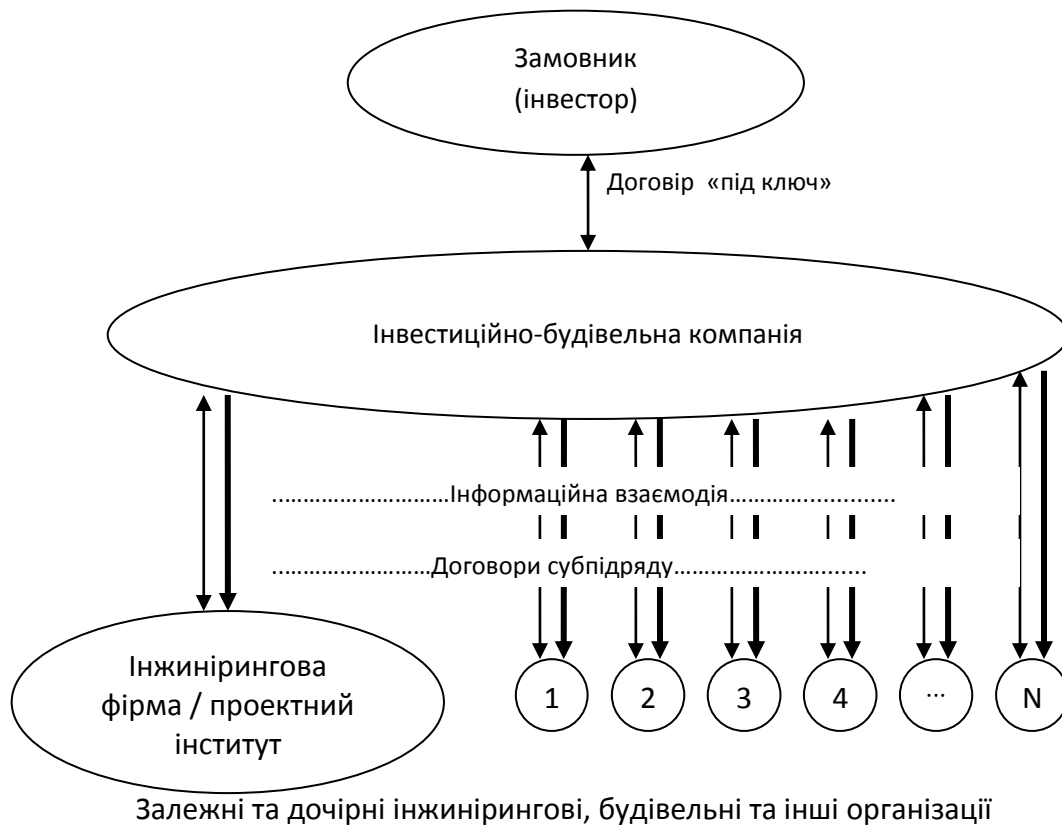 Замовник
(інвестор)
Договір «під ключ»
Інвестиційно-будівельна компанія
...............................Інформаційна взаємодія............................
...........................Договори субпідряду................................
Інжинірингова
фірма / проектний
інститут
1 2 3 4 ... N
Залежні та дочірні інжинірингові, будівельні та інші організації